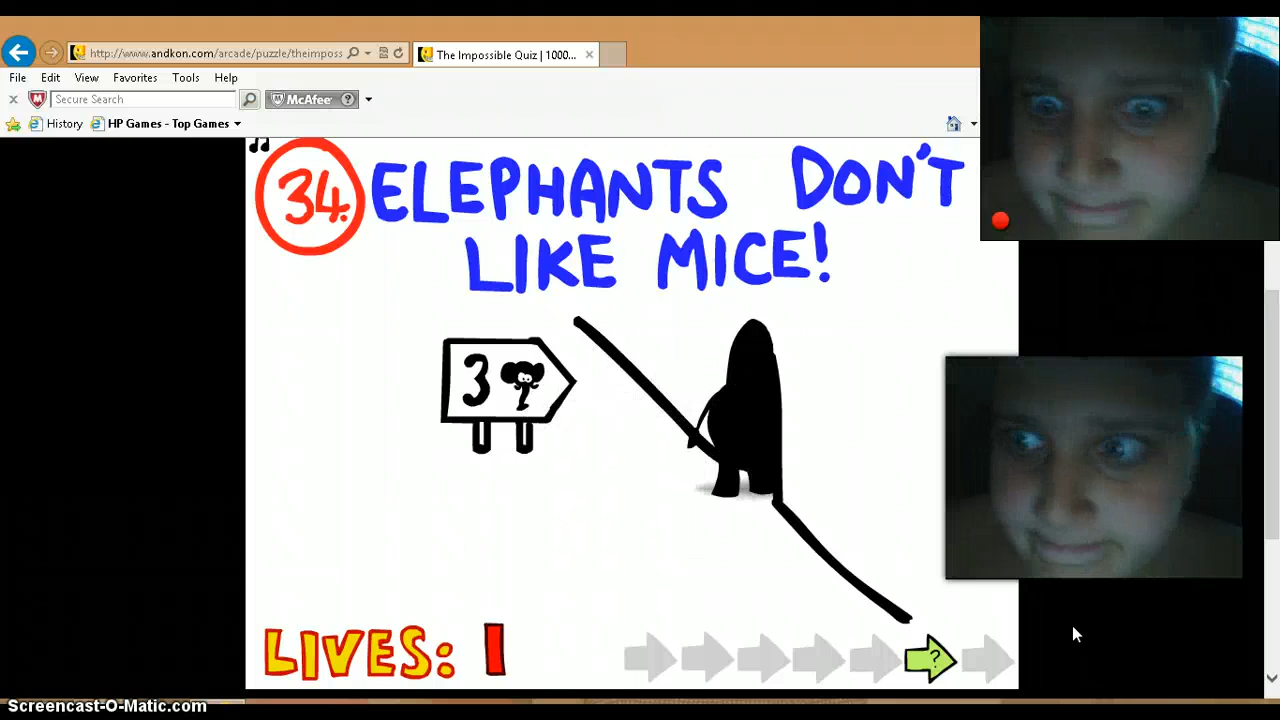 http://www.andkon.com/arcade/puzzle/theimposs
The Impossible Quiz | 1000...
File Edit View Favorites Tools Help
Secure Search
McAfee
History
HP Games - Top Games
34. ELEPHANTS DON'T
LIKE MICE!
3
LIVES: 1
?
Screencast-O-Matic.com